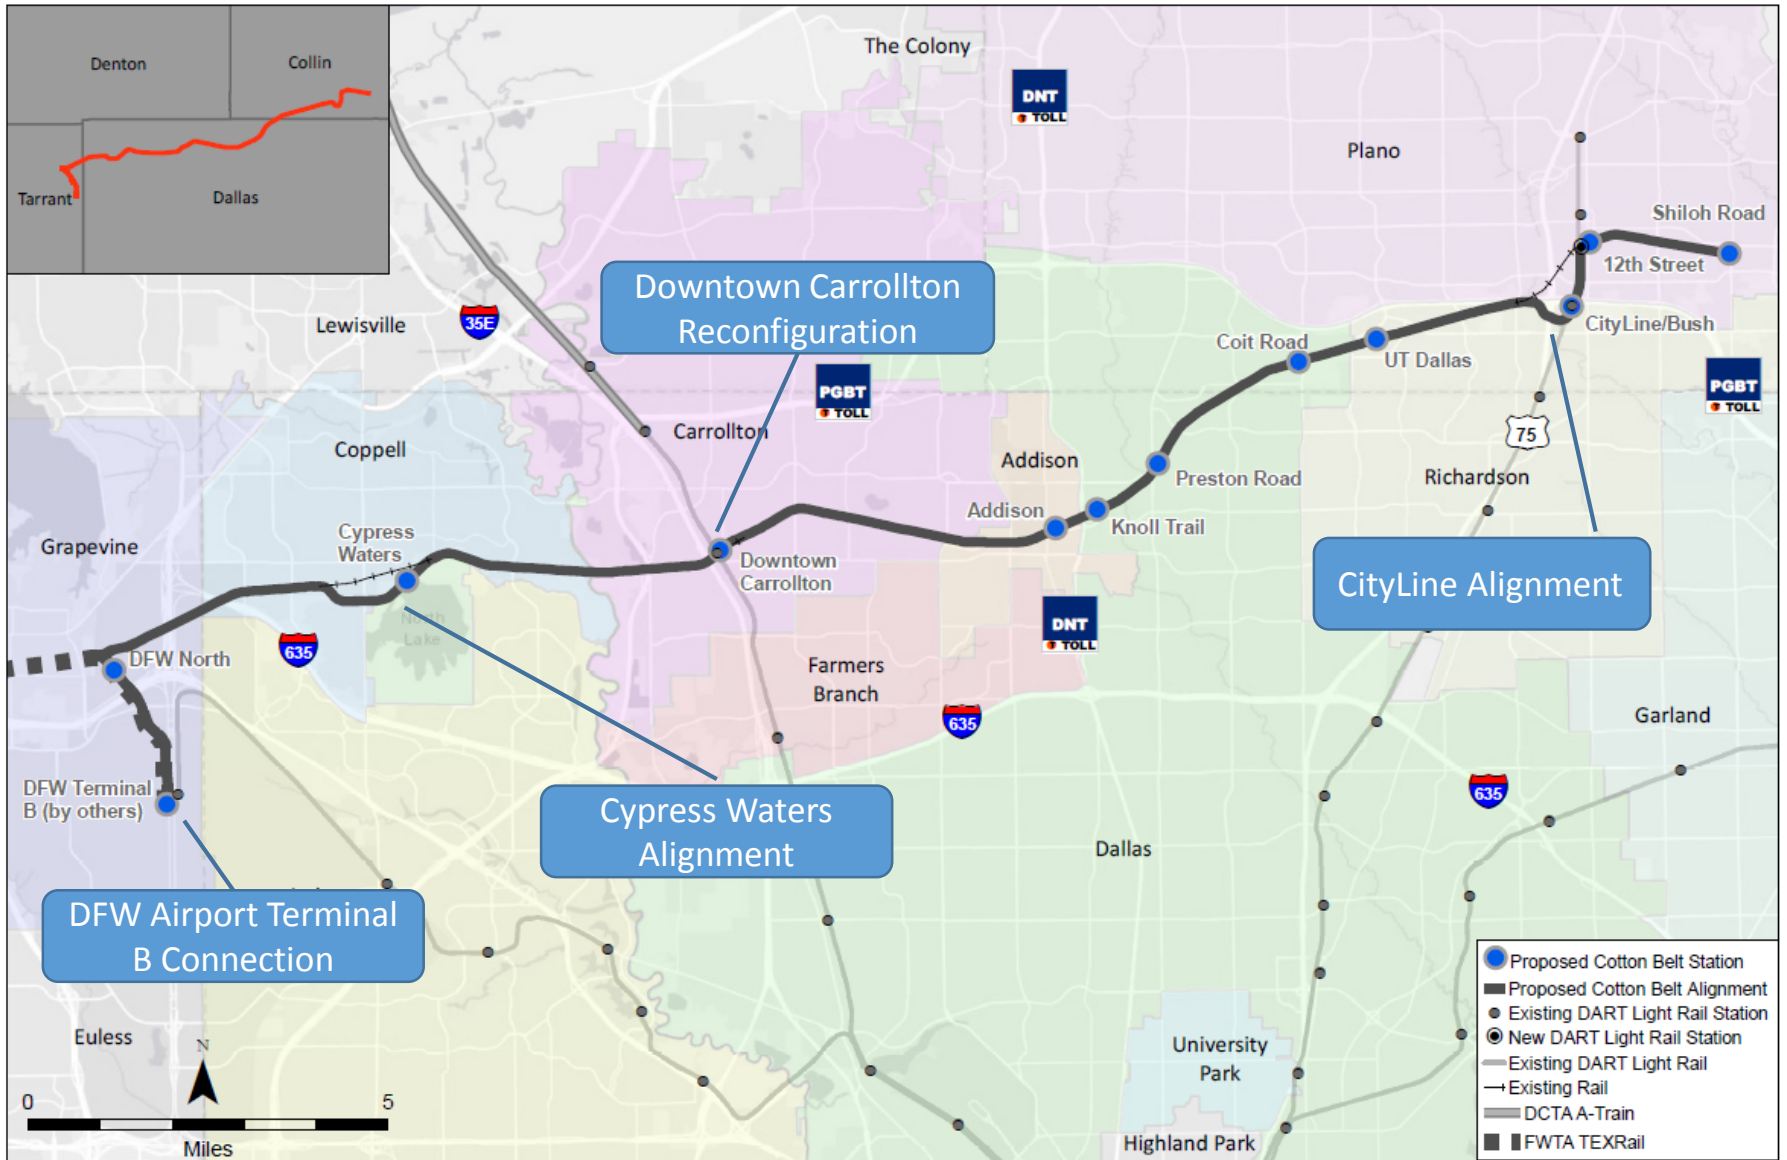 Denton
Collin
Tarrant
Dallas
The Colony
DNT
TOLL
Plano
Shiloh Road
12th Street
CityLine/Bush
Downtown Carrollton
Reconfiguration
Lewisville
35E
PGBT
TOLL
Coit Road
UT Dallas
PGBT
TOLL
75
Carrollton
Coppell
Addison
Preston Road
Richardson
Addison
Knoll Trail
Cypress
Waters
Grapevine
Downtown
Carrollton
CityLine Alignment
North
Lake
DNT
TOLL
635
DFW North
Farmers
Branch
635
Garland
DFW Terminal
B (by others)
635
Cypress Waters
Alignment
Dallas
DFW Airport Terminal
B Connection
Euless
N
0
5
Miles
University
Park
Highland Park
Proposed Cotton Belt Station
Proposed Cotton Belt Alignment
Existing DART Light Rail Station
New DART Light Rail Station
Existing DART Light Rail
Existing Rail
DCTA A-Train
FWTA TEXRail